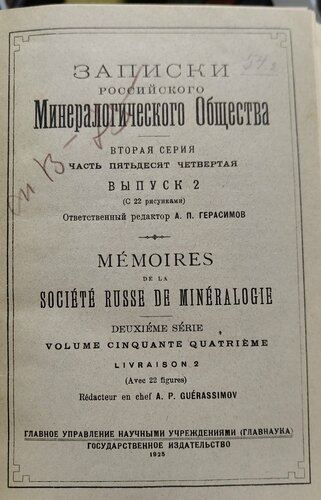 ЗАПИСКИ
РОССИЙСКОГО
Минералогического Общества
ВТОРАЯ СЕРИЯ
ЧАСТЬ ПЯТЬДЕСЯТ ЧЕТВЕРТАЯ
ВЫПУСК 2
(С 22 рисунками)
Ответственный редактор А. П. ГЕРАСИМОВ
MÉMOIRES
DE LA
SOCIÉTÉ RUSSE DE MINÉRALOGIE
DEUXIÉME SÉRIE
VOLUME CINQUANTE QUATRIÈME
LIVRAISON 2
(Avec 22 figures)
Rédacteur en chef A. P. GUÉRASSIMOV
ГЛАВНОЕ УПРАВЛЕНИЕ НАУЧНЫМИ УЧРЕЖДЕНИЯМИ (ГЛАВНАУКА)
ГОСУДАРСТВЕННОЕ ИЗДАТЕЛЬСТВО
1925